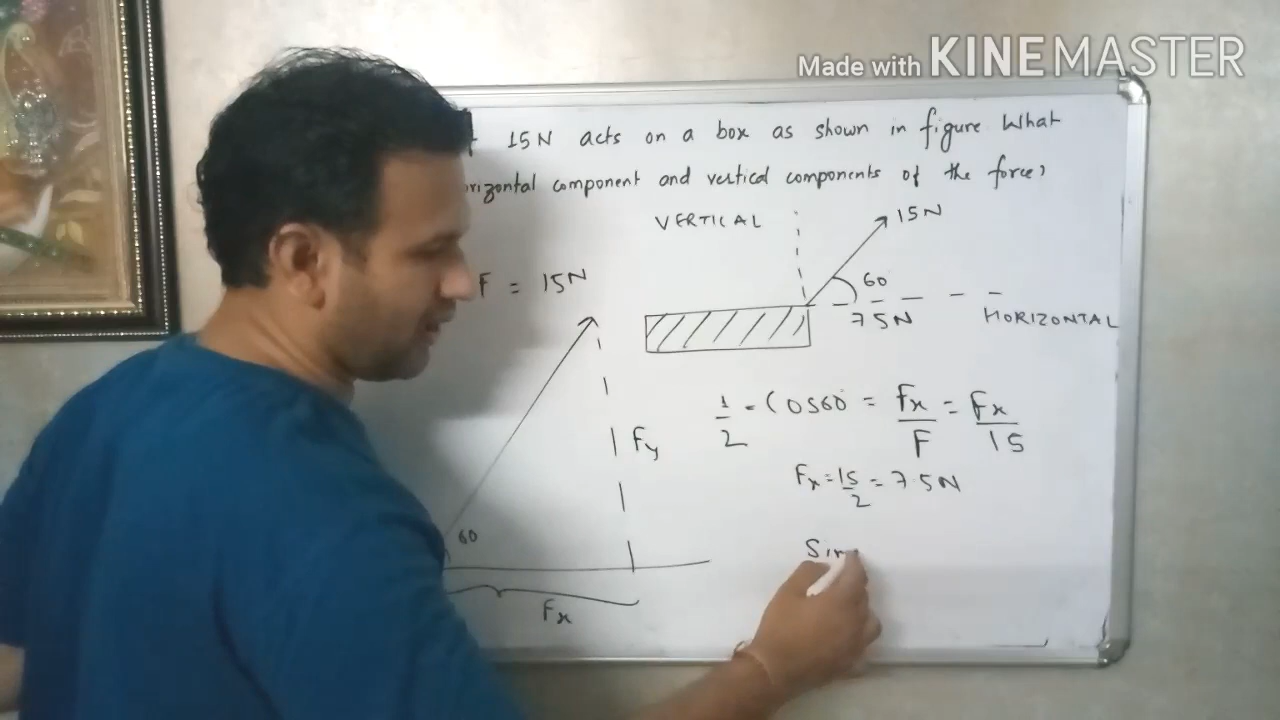 Made with KINEMASTER
15N acts on a box as shown in figure What
rizontal component and vertical components of the force?
VERTICAL
15N
60
75N
HORIZONTAL
F = 15N
60
Fy
Fx
1/2 = Cos60° = Fx/F = Fx/15
Fx = 15/2 = 7.5N
Sin